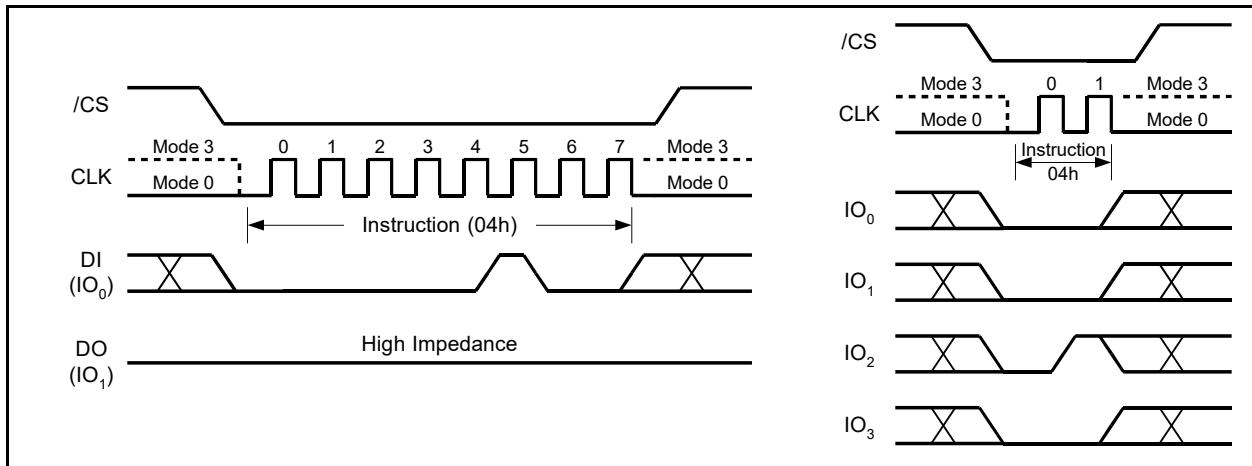 /CS
Mode 3
0 1 2 3 4 5 6 7
Mode 3
CLK
Mode 0
Mode 0
Instruction (04h)
DI
(IO0)
High Impedance
DO
(IO1)
/CS
Mode 3
0 1
Mode 3
CLK
Mode 0
Mode 0
Instruction
04h
IO0
IO1
IO2
IO3